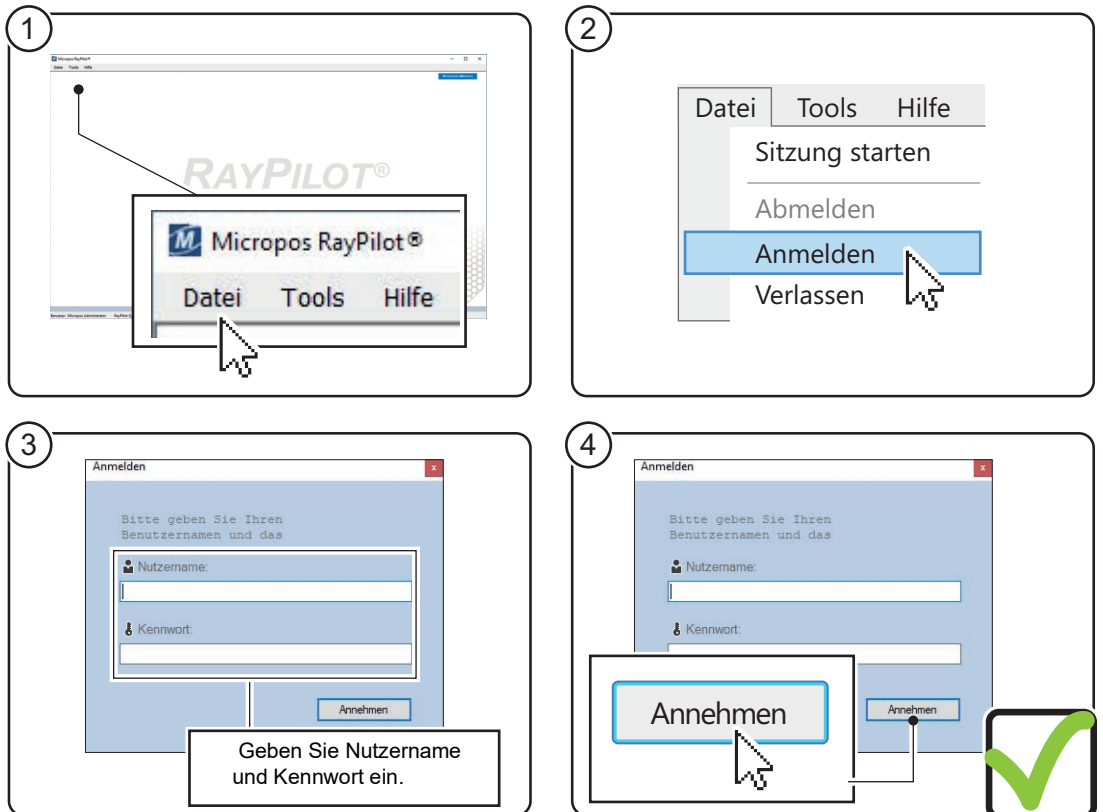 1
Micropos RayPilot®
Datei Tools Hilfe
RAYPILOT®
Micropos RayPilot®
Datei Tools Hilfe
2
Datei Tools Hilfe
Sitzung starten
Abmelden
Anmelden
Verlassen
3
Anmelden
x
Bitte geben Sie Ihren
Benutzernamen und das
Nutzername:
Kennwort:
Annehmen
Geben Sie Nutzername
und Kennwort ein.
4
Anmelden
x
Bitte geben Sie Ihren
Benutzernamen und das
Nutzername:
Kennwort:
Annehmen
Annehmen